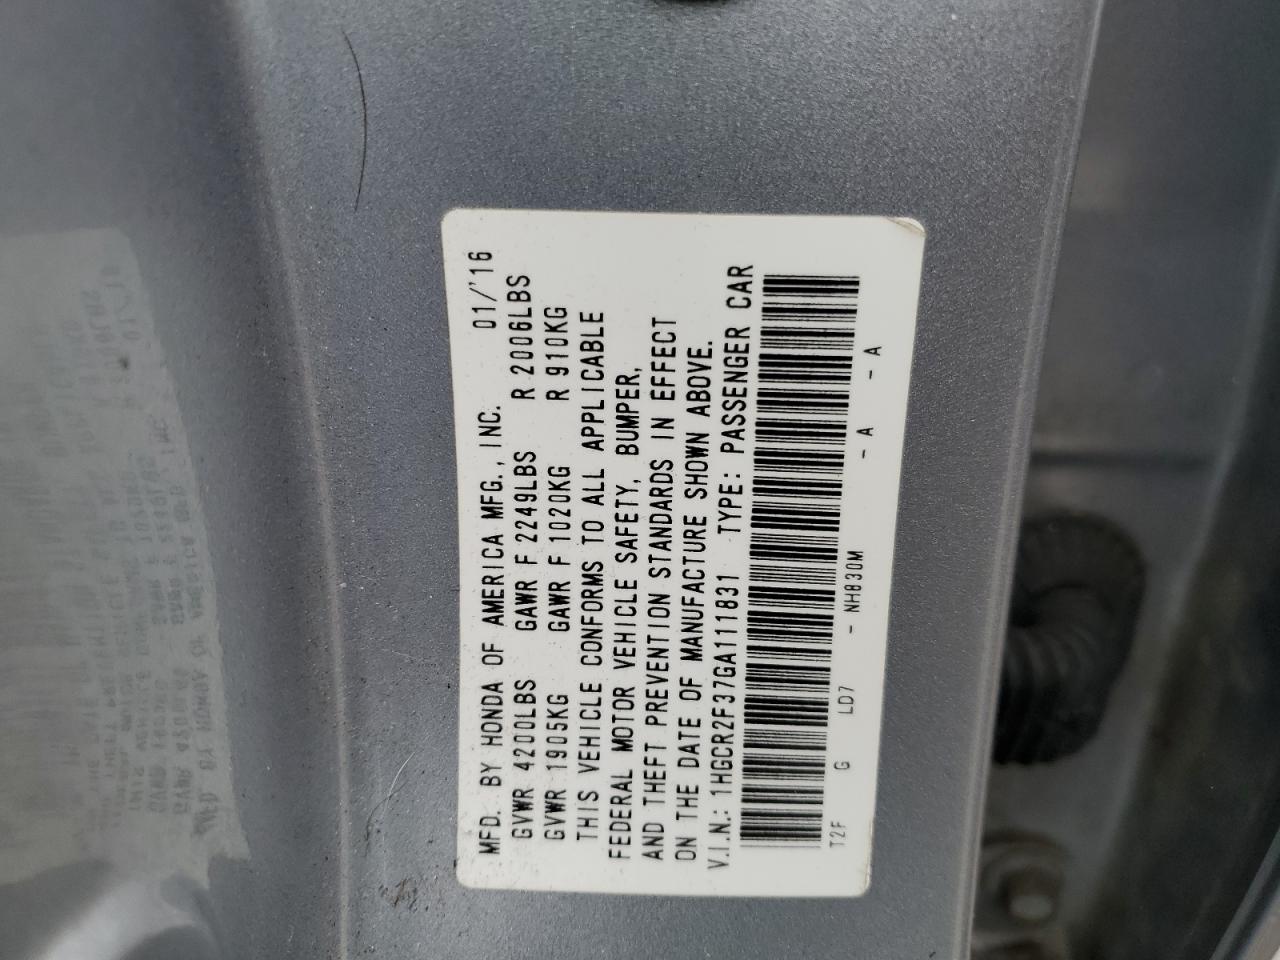 MFD. BY HONDA OF AMERICA MFG., INC. 01/'16
GVWR 4200LBS GAWR F 2249LBS R 2006LBS
GVWR 1905KG GAWR F 1020KG R 910KG
THIS VEHICLE CONFORMS TO ALL APPLICABLE
FEDERAL MOTOR VEHICLE SAFETY, BUMPER,
AND THEFT PREVENTION STANDARDS IN EFFECT
ON THE DATE OF MANUFACTURE SHOWN ABOVE.
V.I.N.: 1HGCR2F37GA111831 TYPE: PASSENGER CAR
T2F G LD7 - NH830M - A - A